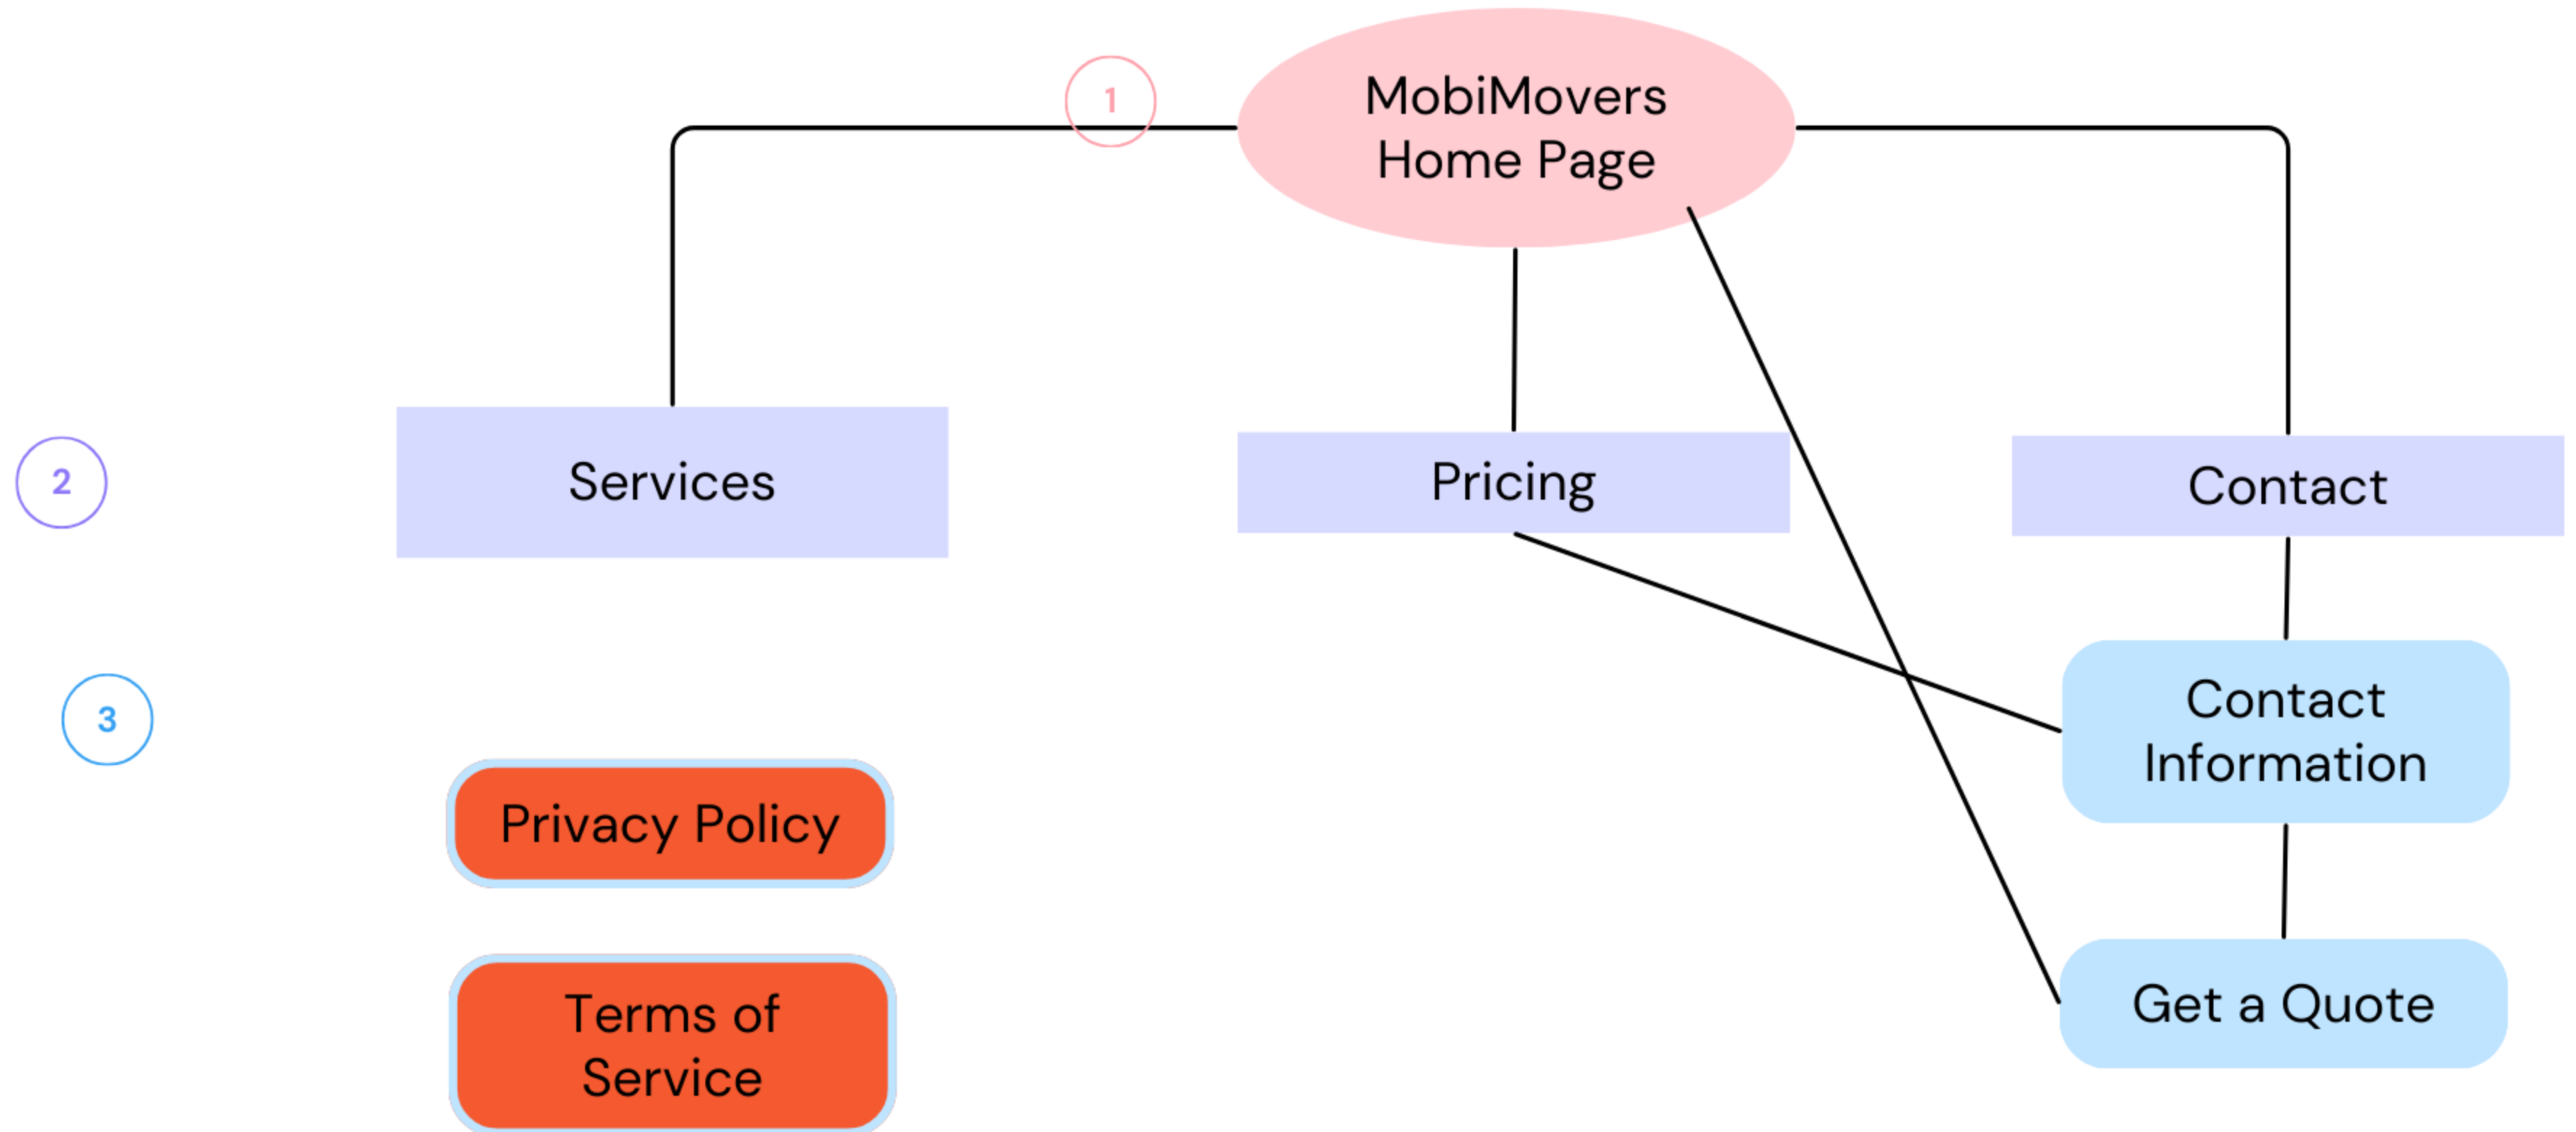 1
MobiMovers
Home Page
2
Services
Pricing
Contact
3
Contact
Information
Privacy Policy
Get a Quote
Terms of
Service